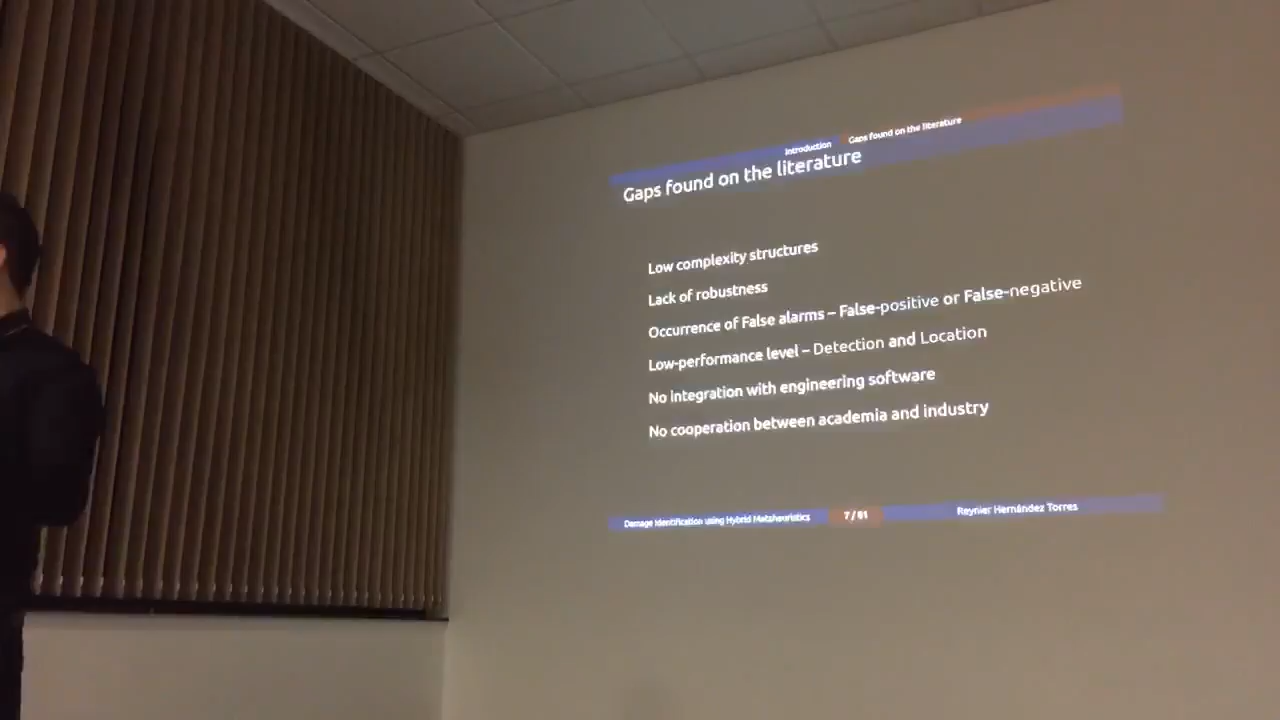 Introduction Gaps found on the literature
Gaps found on the literature
Low complexity structures
Lack of robustness
Occurrence of False alarms – False-positive or False-negative
Low-performance level – Detection and Location
No integration with engineering software
No cooperation between academia and industry
Damage Identification using Hybrid Metaheuristics 7 / 91 Reynier Hernández Torres